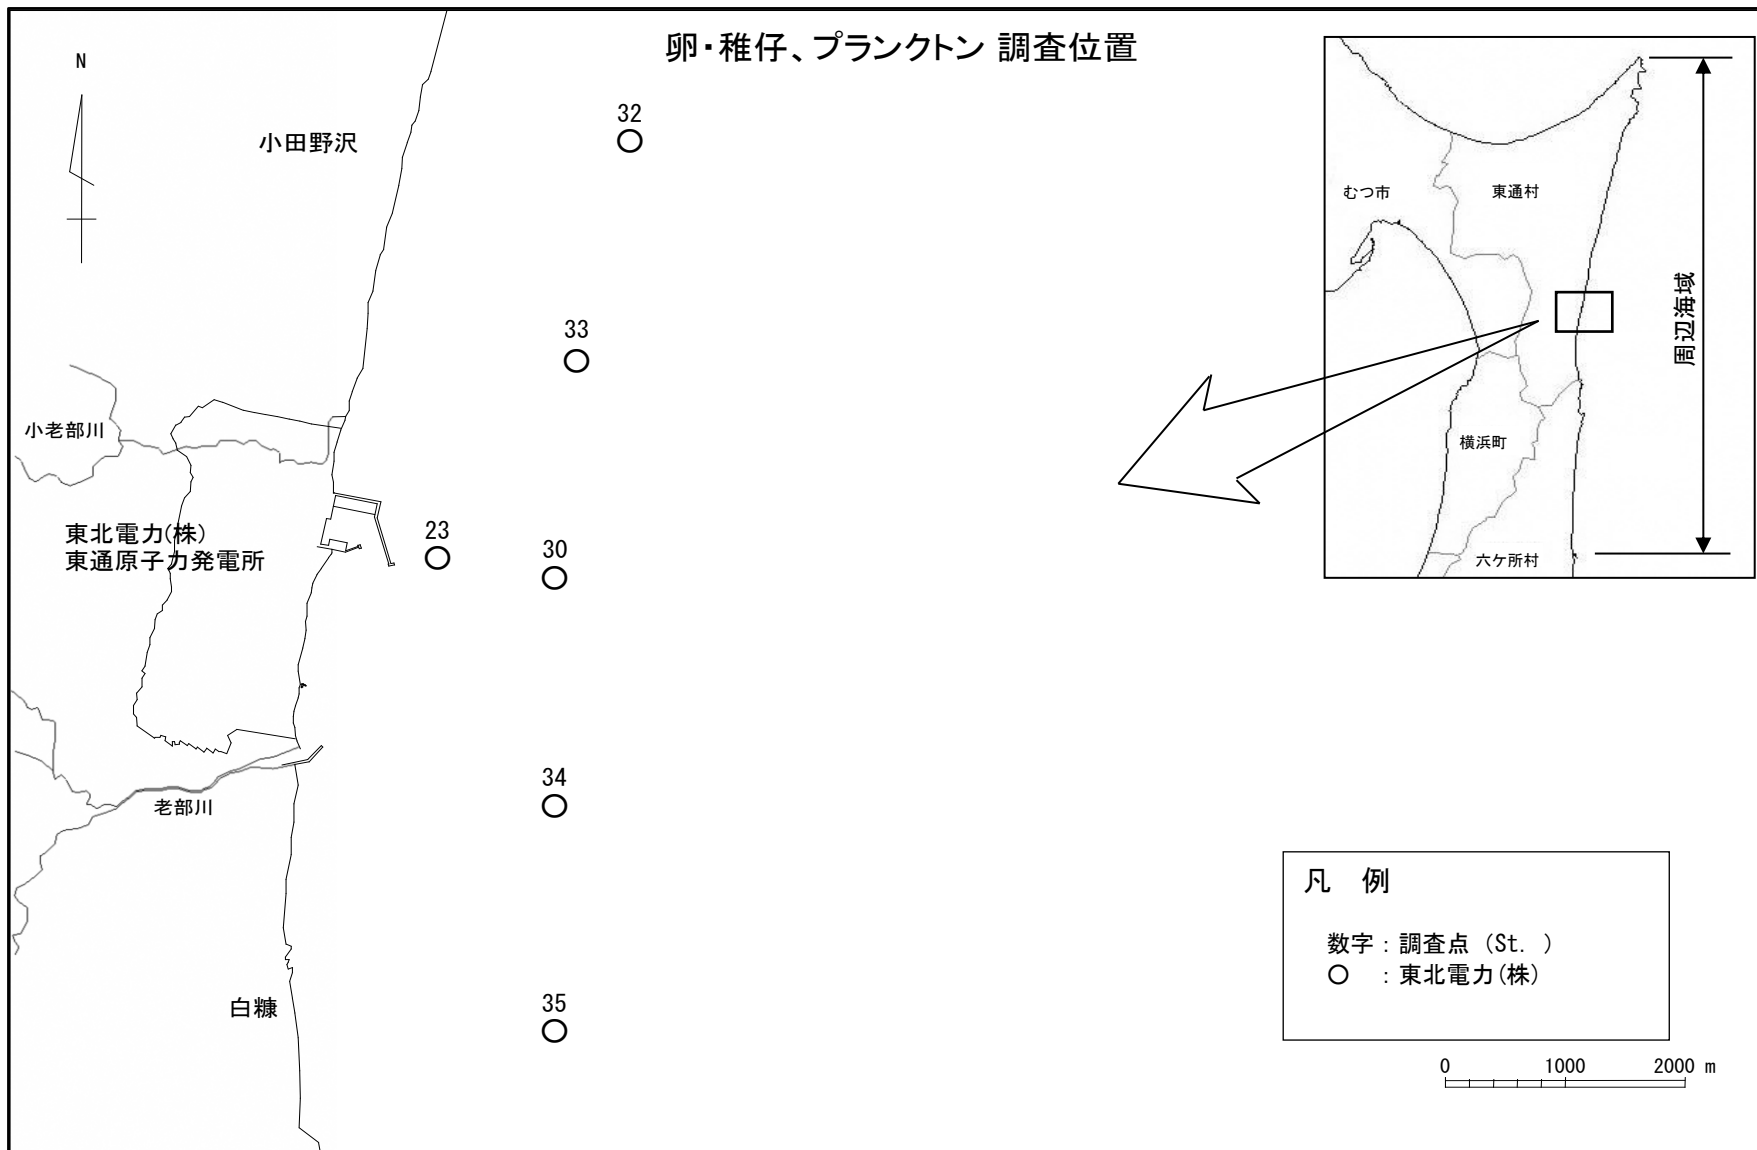 卵・稚仔、プランクトン 調査位置
N
小田野沢
32
33
小老部川
東北電力(株)
東通原子力発電所
23
30
34
老部川
35
白糠
むつ市
東通村
周辺海域
横浜町
六ケ所村
凡 例
数字 : 調査点 (St. )
○ : 東北電力(株)
0 1000 2000 m